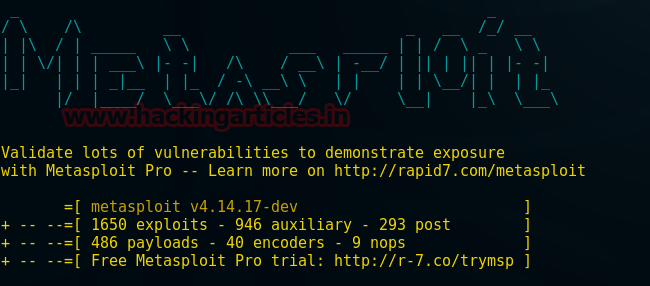 Metasploit
www.hackingarticles.in
Validate lots of vulnerabilities to demonstrate exposure
with Metasploit Pro -- Learn more on http://rapid7.com/metasploit
=[ metasploit v4.14.17-dev ]
+ -- --=[ 1650 exploits - 946 auxiliary - 293 post ]
+ -- --=[ 486 payloads - 40 encoders - 9 nops ]
+ -- --=[ Free Metasploit Pro trial: http://r-7.co/trymsp ]